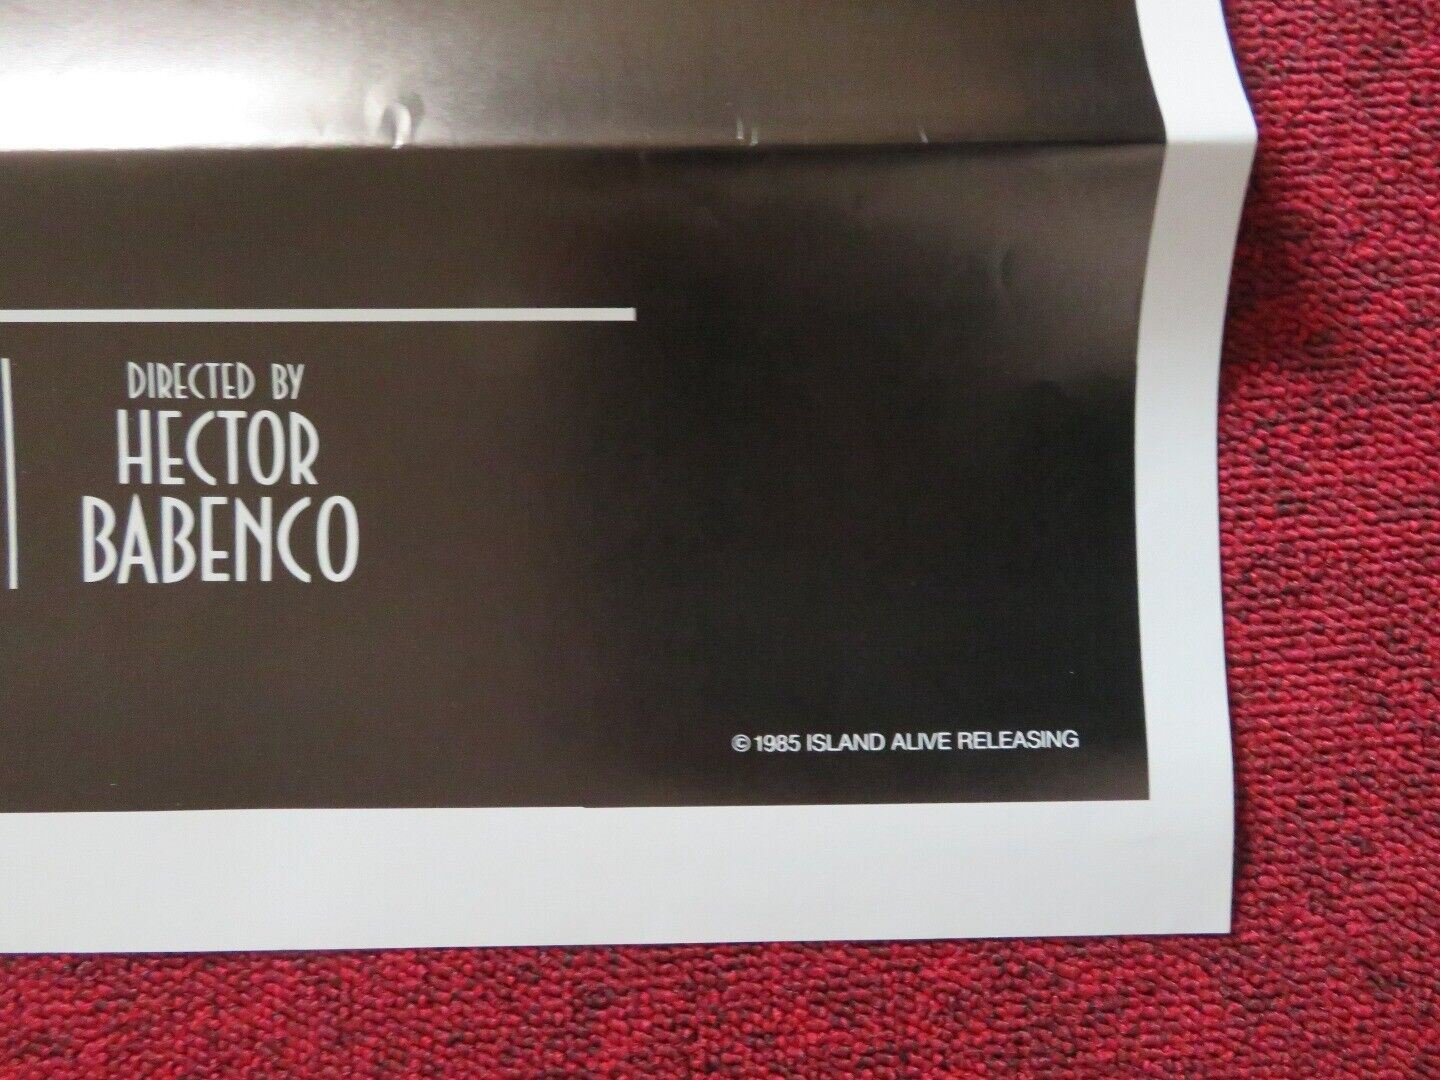 DIRECTED BY
HECTOR
BABENCO
© 1985 ISLAND ALIVE RELEASING